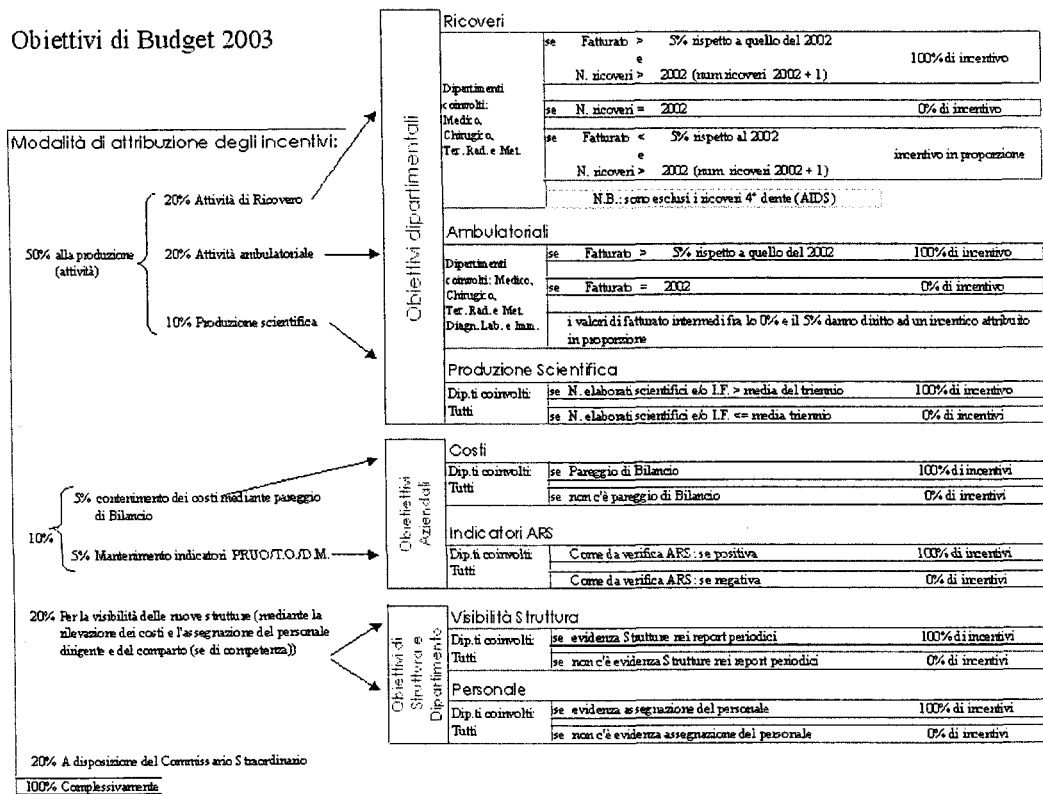 Obiettivi di Budget 2003
Modalità di attribuzione degli incentivi:
50% alla produzione
(attività)
20% Attività di Ricovero
20% Attività ambulatoriale
10% Produzione scientifica
10%
5% contenimento dei costi mediante pareggio
di Bilancio
5% Mantenimento indicatori PRUO/T.O./D.M.
20% Per la visibilità delle nuove strutture (mediante la
rilevazione dei costi e l'assegnazione del personale
dirigente e del comparto (se di competenza))
20% A disposizione del Commissario Straordinario
100% Complessivamente
Obiettivi dipartimentali
Ricoveri
Dipartimenti
coinvolti:
Medico,
Chirugico,
Ter. Rad. e Met.
se Fatturato > 5% rispetto a quello del 2002
e
N. ricoveri > 2002 (num ricoveri 2002 + 1)
100% di incentivo
se N. ricoveri = 2002 0% di incentivo
se Fatturato < 5% rispetto al 2002
e
N. ricoveri > 2002 (num. ricoveri 2002 + 1)
incentivo in proporzione
N.B.: sono esclusi i ricoveri 4° dente (AIDS)
Ambulatoriali
Dipartimenti
coinvolti: Medico,
Chirugico,
Ter. Rad. e Met.
Diagn. Lab. e Imm.
se Fatturato > 5% rispetto a quello del 2002 100% di incentivo
se Fatturato = 2002 0% di incentivo
i valori di fatturato intermedi fra lo 0% e il 5% danno diritto ad un incentico attribuito
in proporzione
Produzione Scientifica
Dip.ti coinvolti:
Tutti
se N. elaborati scientifici e/o I.F. > media del triennio 100% di incentivo
se N. elaborati scientifici e/o I.F. <= media triennio 0% di incentivi
Obietiettivi
Aziendali
Costi
Dip.ti coinvolti:
Tutti
se Pareggio di Bilancio 100% di incentivi
se non c'è pareggio di Bilancio 0% di incentivi
Indicatori ARS
Dip.ti coinvolti:
Tutti
Come da verifica ARS: se positiva 100% di incentivi
Come da verifica ARS: se negativa 0% di incentivi
Obiettivi di
Struttura e
Dipartimento
Visibilità Struttura
Dip.ti coinvolti:
Tutti
se evidenza Strutture nei report periodici 100% di incentivi
se non c'è evidenza Strutture nei report periodici 0% di incentivi
Personale
Dip.ti coinvolti:
Tutti
se evidenza assegnazione del personale 100% di incentivi
se non c'è evidenza assegnazione del personale 0% di incentivi